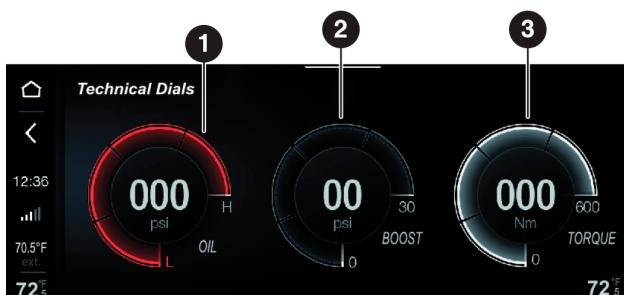 1 2 3
Technical Dials
12:36
70.5°F
ext.
72°F
000
psi
H
L
OIL
00
psi
30
0
BOOST
000
Nm
600
0
TORQUE
72°F